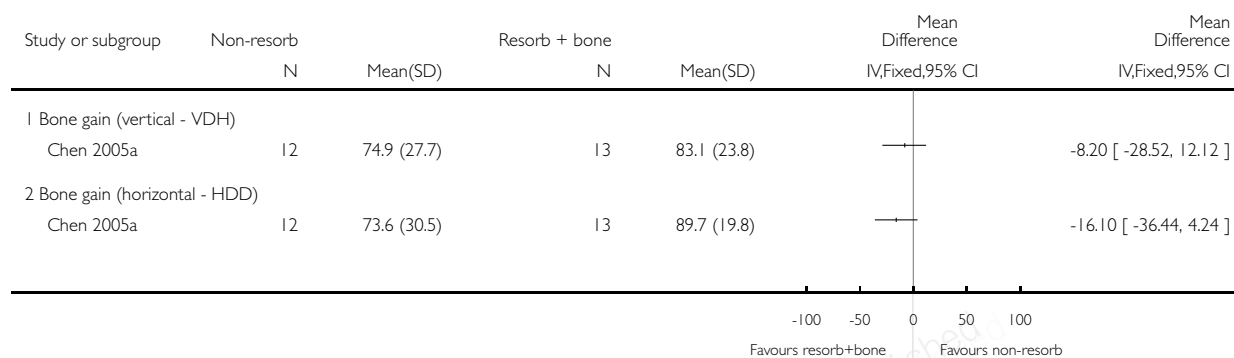 Study or subgroup Non-resorb Resorb + bone Mean Difference Mean Difference
N Mean(SD) N Mean(SD) IV,Fixed,95% CI IV,Fixed,95% CI
1 Bone gain (vertical - VDH)
Chen 2005a 12 74.9 (27.7) 13 83.1 (23.8) -8.20 [ -28.52, 12.12 ]
2 Bone gain (horizontal - HDD)
Chen 2005a 12 73.6 (30.5) 13 89.7 (19.8) -16.10 [ -36.44, 4.24 ]
-100 -50 0 50 100
Favours resorb+bone Favours non-resorb